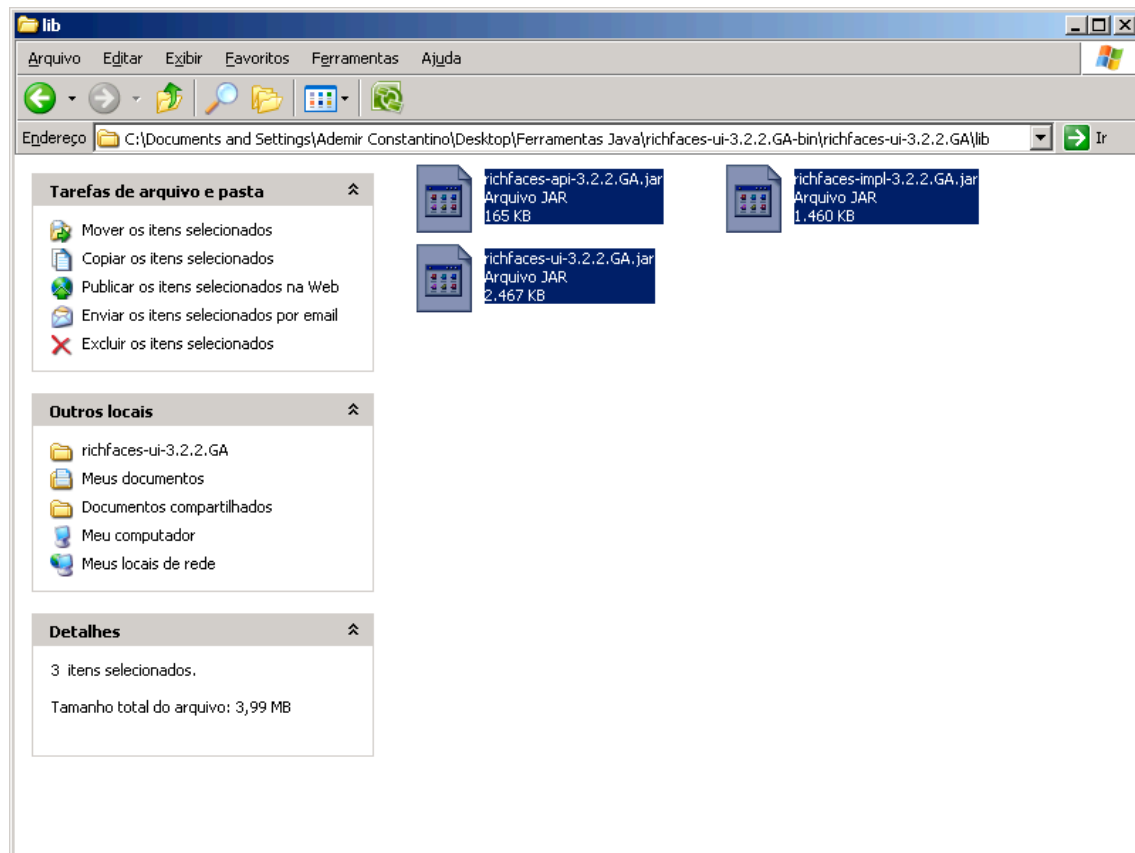 lib
Arquivo Editar Exibir Favoritos Ferramentas Ajuda
Endereço C:\Documents and Settings\Ademir Constantino\Desktop\Ferramentas Java\richfaces-ui-3.2.2.GA-bin\richfaces-ui-3.2.2.GA\lib Ir
Tarefas de arquivo e pasta
Mover os itens selecionados
Copiar os itens selecionados
Publicar os itens selecionados na Web
Enviar os itens selecionados por email
Excluir os itens selecionados
Outros locais
richfaces-ui-3.2.2.GA
Meus documentos
Documentos compartilhados
Meu computador
Meus locais de rede
Detalhes
3 itens selecionados.
Tamanho total do arquivo: 3,99 MB
richfaces-api-3.2.2.GA.jar
Arquivo JAR
165 KB
richfaces-impl-3.2.2.GA.jar
Arquivo JAR
1.460 KB
richfaces-ui-3.2.2.GA.jar
Arquivo JAR
2.467 KB